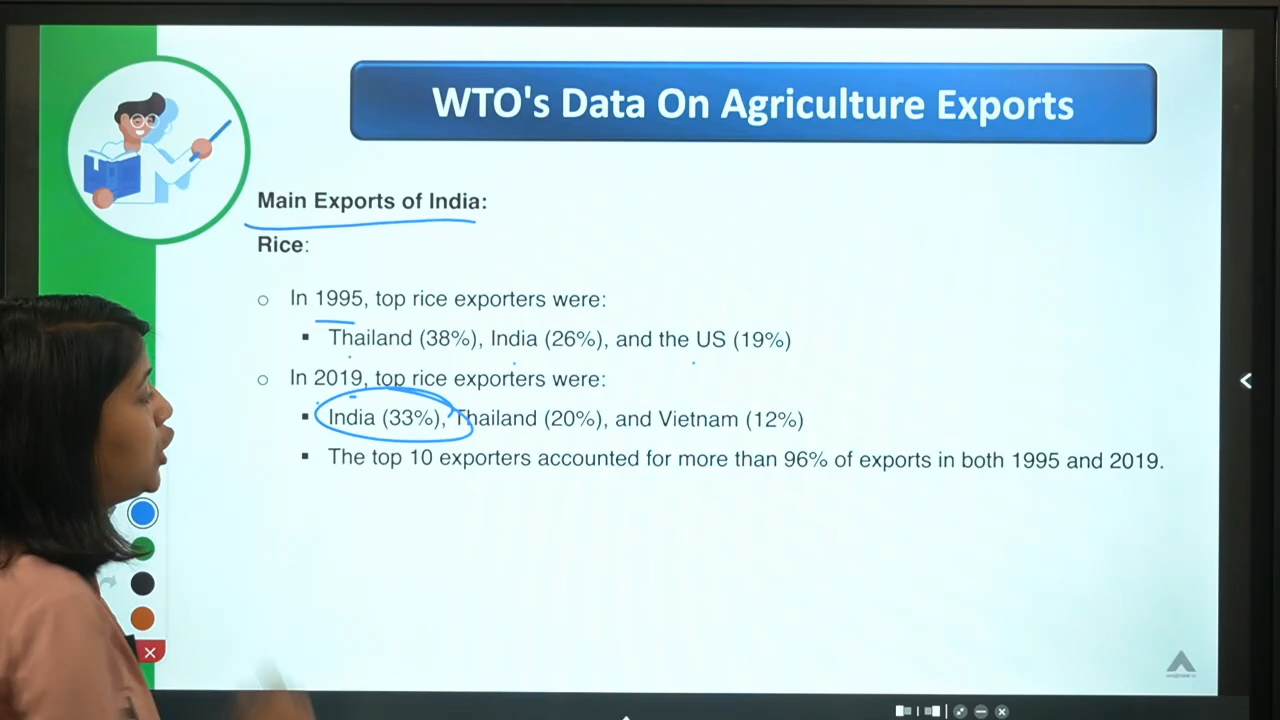 WTO's Data On Agriculture Exports
Main Exports of India:
Rice:
In 1995, top rice exporters were:
Thailand (38%), India (26%), and the US (19%)
In 2019, top rice exporters were:
India (33%), Thailand (20%), and Vietnam (12%)
The top 10 exporters accounted for more than 96% of exports in both 1995 and 2019.